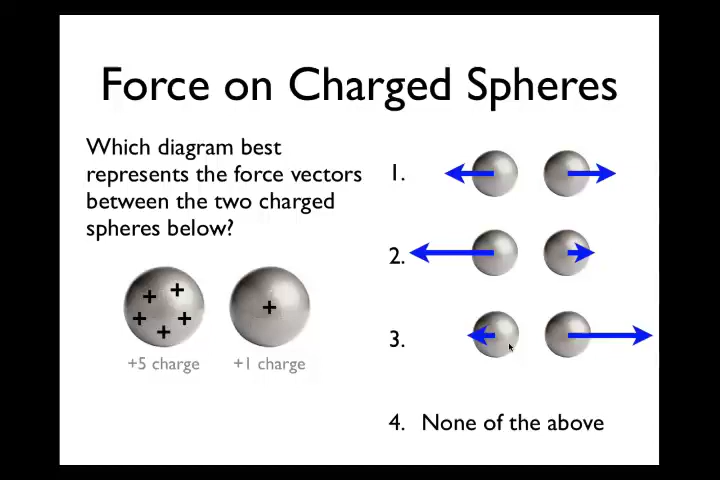 Force on Charged Spheres
Which diagram best
represents the force vectors
between the two charged
spheres below?
+ + + + +
+
+5 charge
+1 charge
1.
2.
3.
4. None of the above